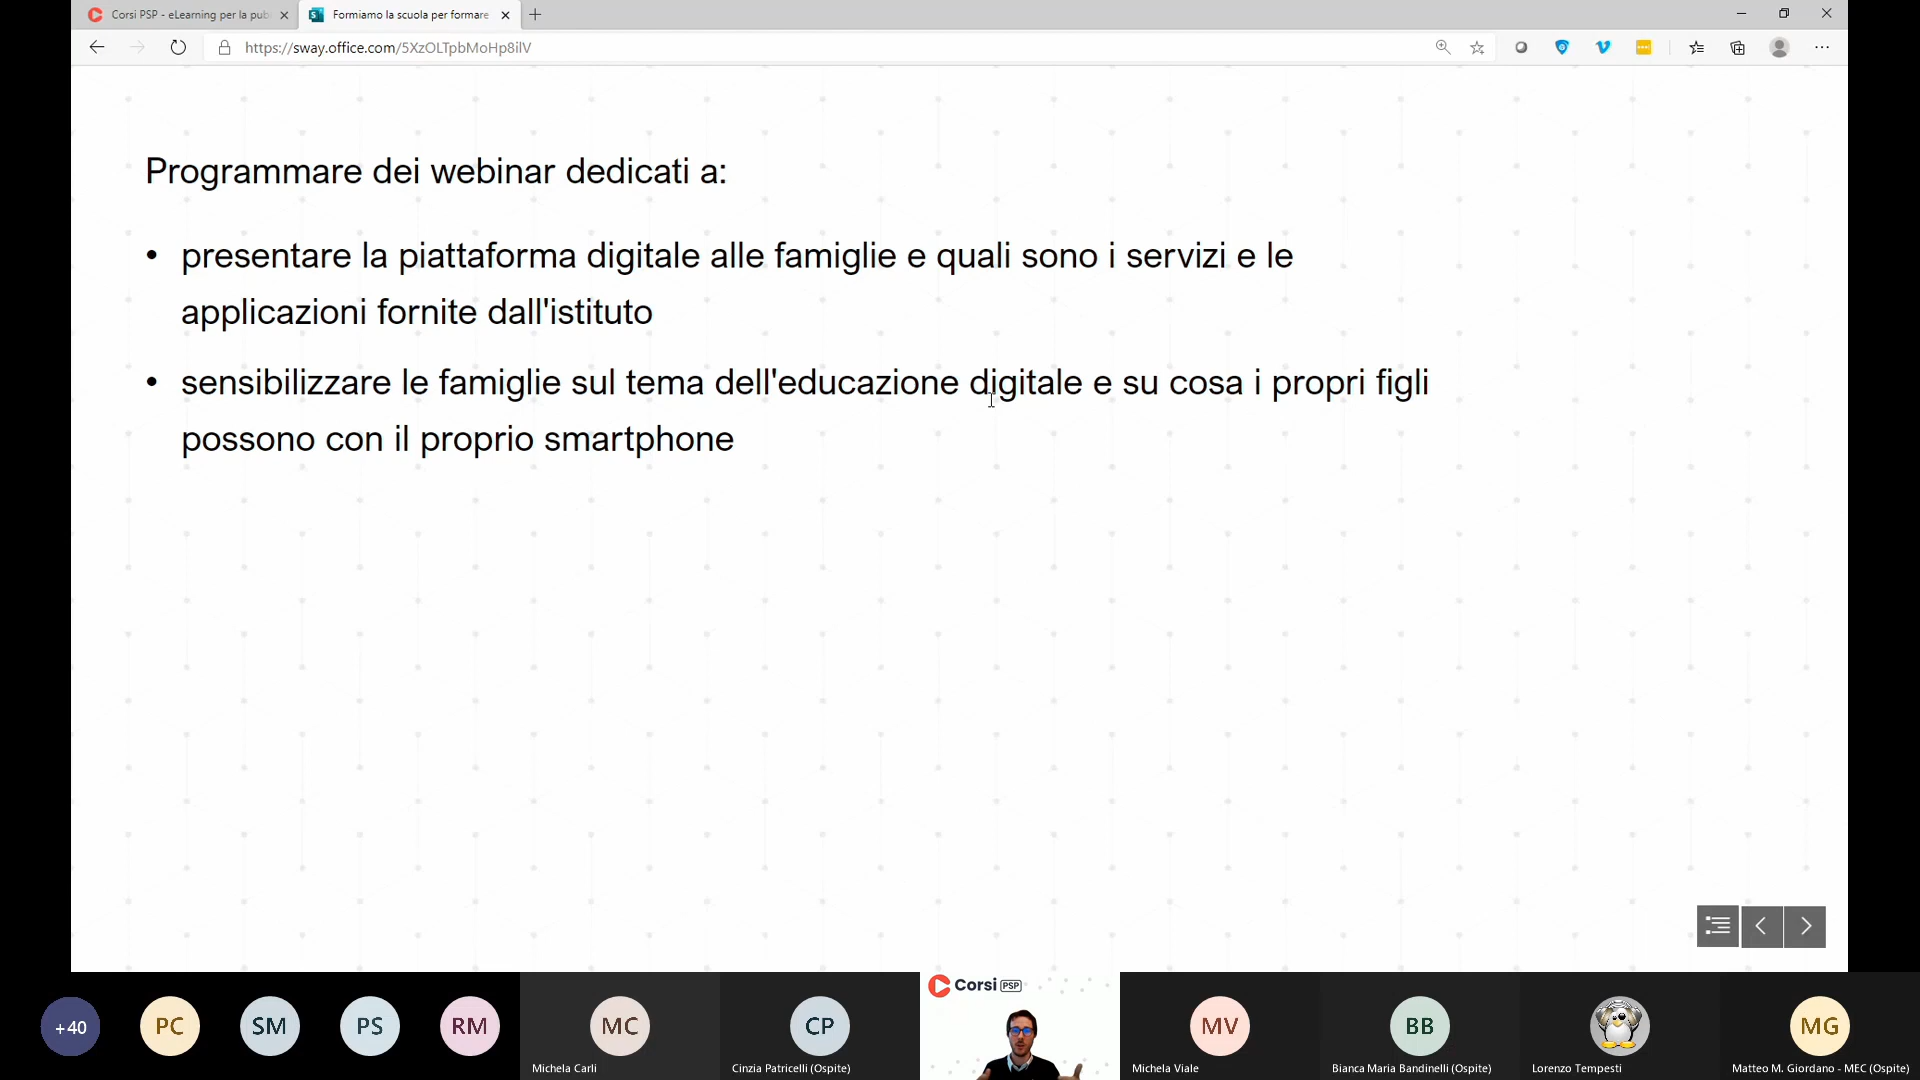 Corsi PSP - eLearning per la pub
Formiamo la scuola per formare
https://sway.office.com/5XzOLTpbMoHp8ilV
Programmare dei webinar dedicati a:
• presentare la piattaforma digitale alle famiglie e quali sono i servizi e le
applicazioni fornite dall'istituto
• sensibilizzare le famiglie sul tema dell'educazione digitale e su cosa i propri figli
possono con il proprio smartphone
Corsi PSP
+40
PC
SM
PS
RM
MC
CP
MV
BB
MG
Michela Carli
Cinzia Patricelli (Ospite)
Michela Viale
Bianca Maria Bandinelli (Ospite)
Lorenzo Tempesti
Matteo M. Giordano - MEC (Ospite)